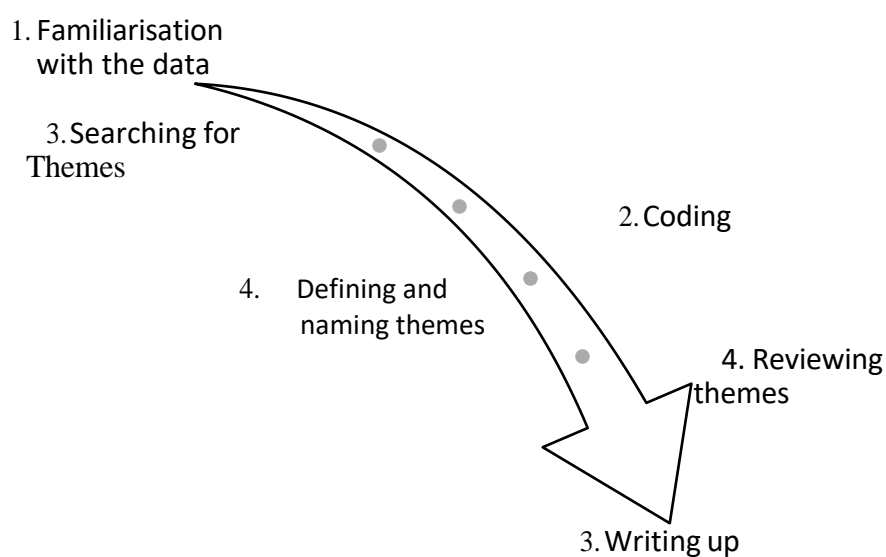 1. Familiarisation
with the data
3. Searching for
Themes
2. Coding
4. Defining and
naming themes
4. Reviewing
themes
3. Writing up